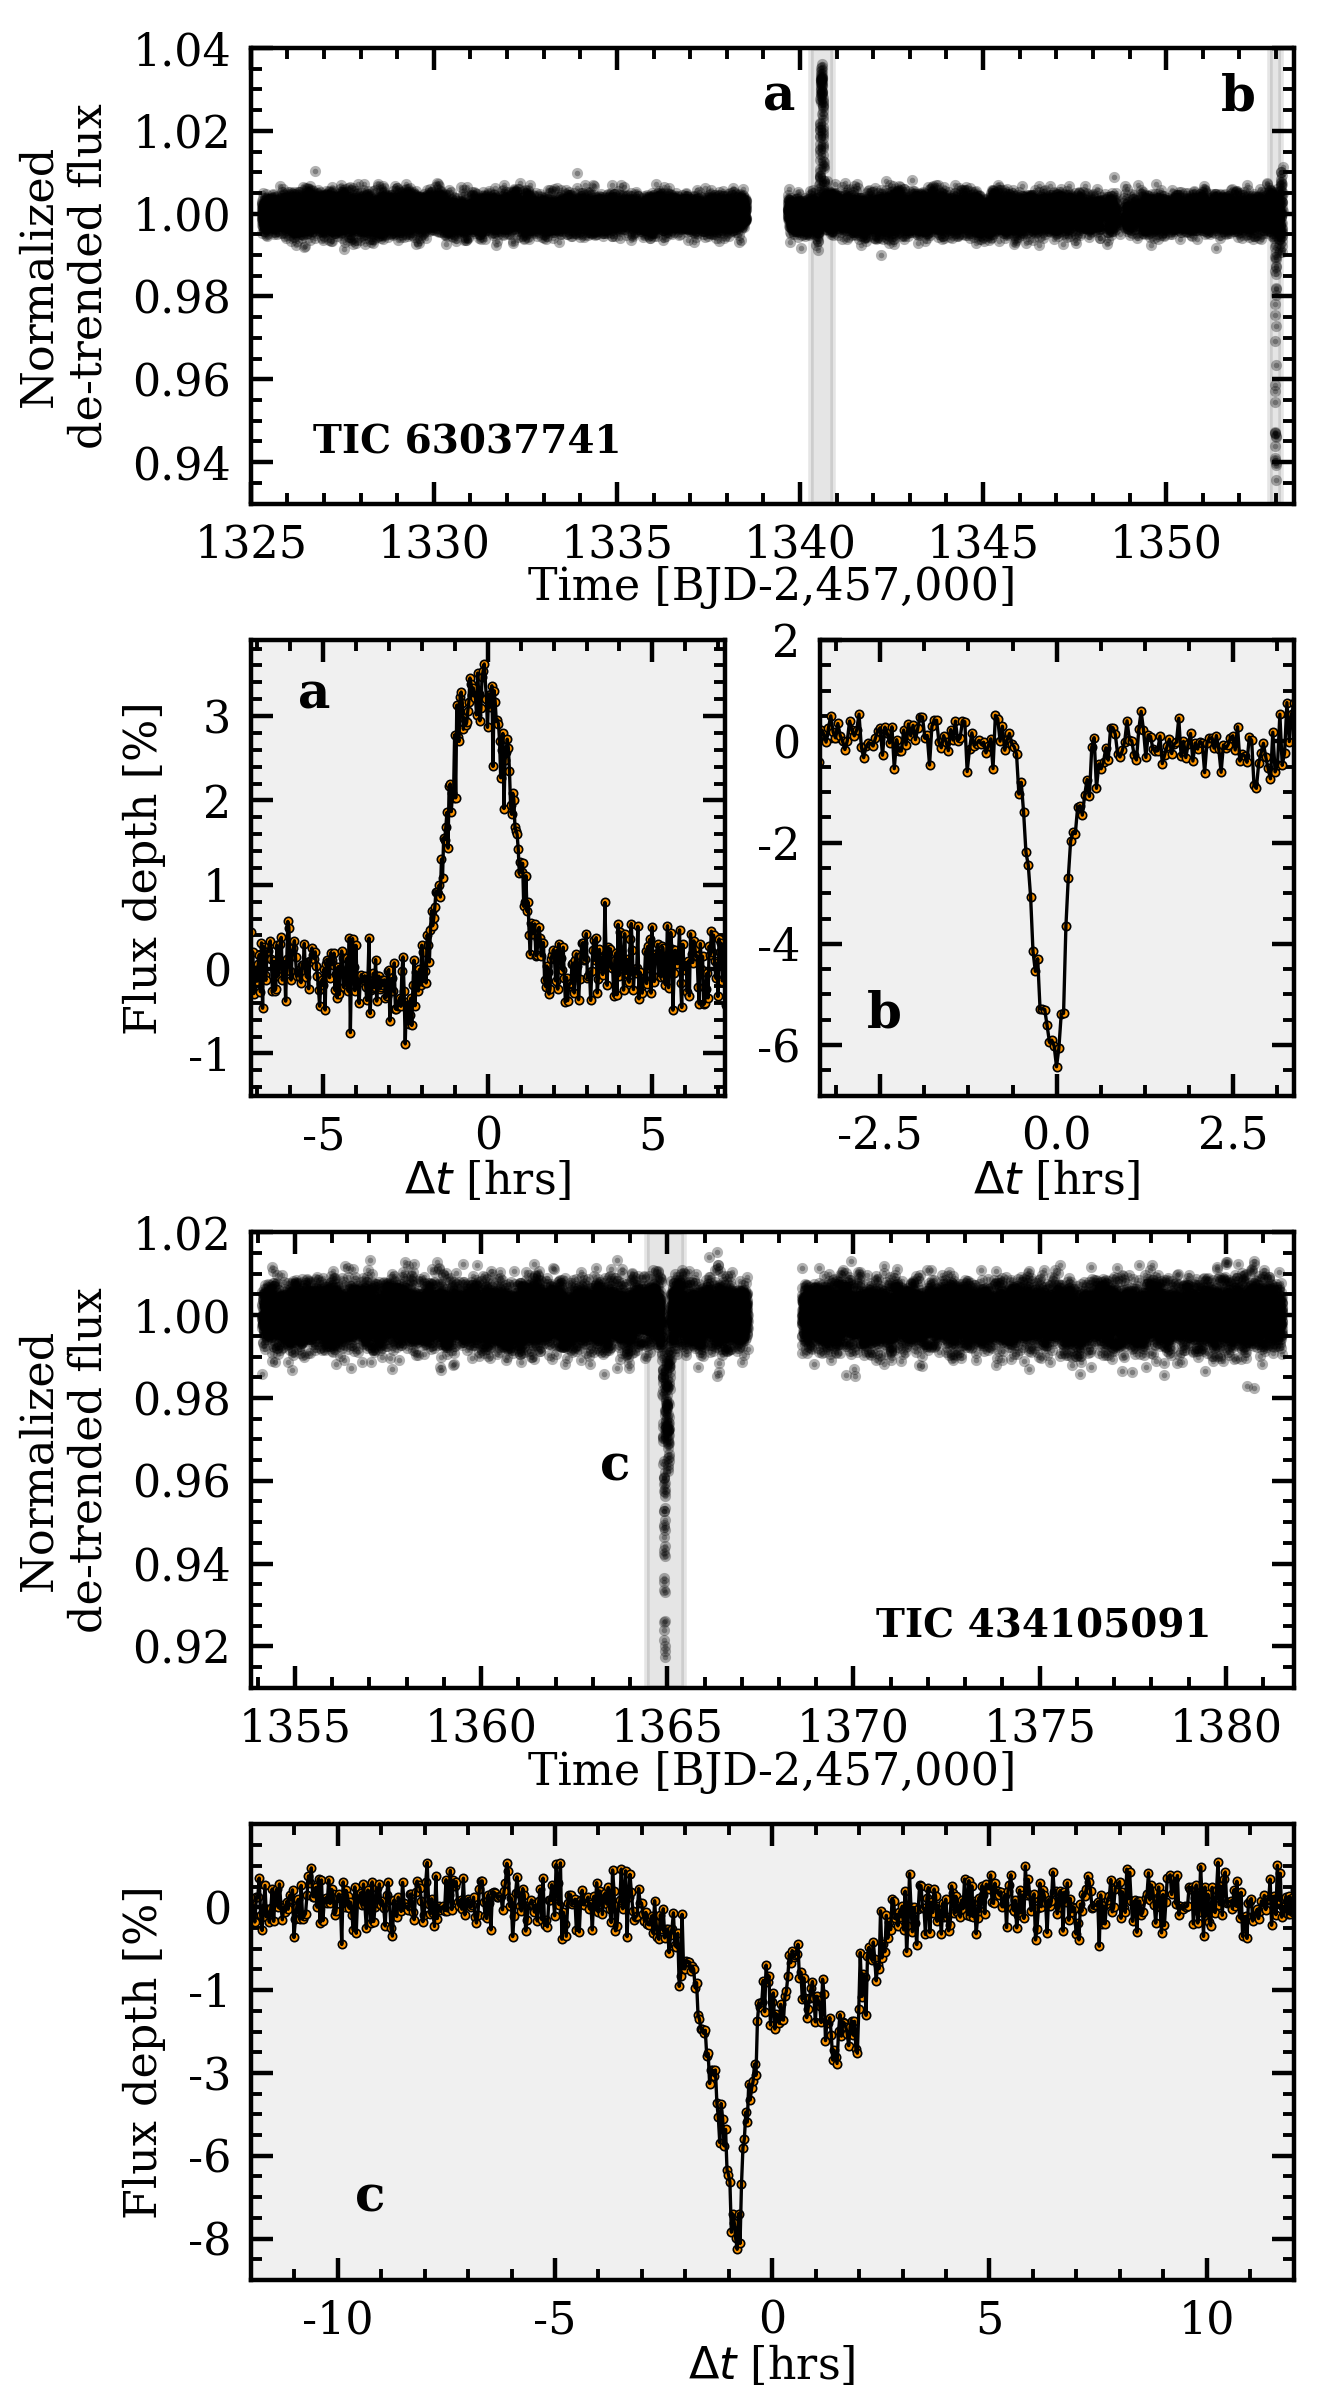 1.04
1.02
1.00
0.98
0.96
0.94
Normalized
de-trended flux
a
b
TIC 63037741
1325 1330 1335 1340 1345 1350
Time [BJD-2,457,000]
3
2
1
0
-1
Flux depth [%]
a
-5 0 5
Δt [hrs]
2
0
-2
-4
-6
b
-2.5 0.0 2.5
Δt [hrs]
1.02
1.00
0.98
0.96
0.94
0.92
Normalized
de-trended flux
c
TIC 434105091
1355 1360 1365 1370 1375 1380
Time [BJD-2,457,000]
0
-1
-3
-6
-8
Flux depth [%]
c
-10 -5 0 5 10
Δt [hrs]